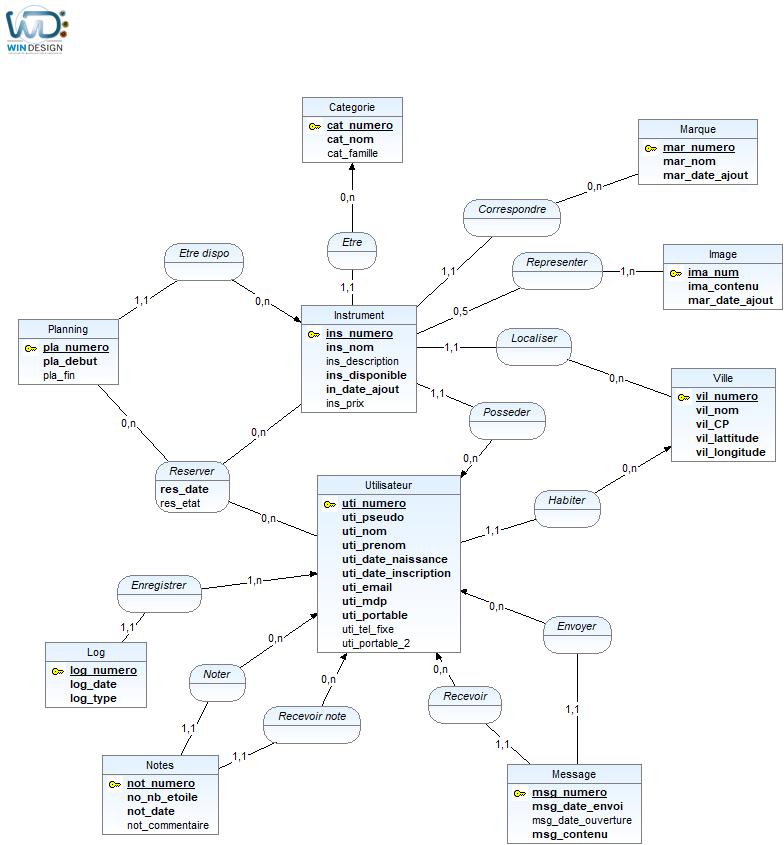 WD:
WINDESIGN
Categorie
cat_numero
cat_nom
cat_famille
Marque
mar_numero
mar_nom
mar_date_ajout
0,n
0,n
Correspondre
Etre
Etre dispo
Representer
1,n
Image
ima_num
ima_contenu
mar_date_ajout
1,1
1,1
1,1
0,n
0,5
Instrument
ins_numero
ins_nom
ins_description
ins_disponible
in_date_ajout
ins_prix
Planning
pla_numero
pla_debut
pla_fin
1,1
Localiser
0,n
Ville
vil_numero
vil_nom
vil_CP
vil_lattitude
vil_longitude
1,1
Posseder
0,n
0,n
0,n
Reserver
res_date
res_etat
0,n
0,n
Habiter
1,1
Utilisateur
uti_numero
uti_pseudo
uti_nom
uti_prenom
uti_date_naissance
uti_date_inscription
uti_email
uti_mdp
uti_portable
uti_tel_fixe
uti_portable_2
Enregistrer
1,n
1,1
Log
log_numero
log_date
log_type
0,n
Envoyer
0,n
Noter
0,n
Recevoir note
0,n
Recevoir
1,1
1,1
1,1
1,1
Notes
not_numero
no_nb_etoile
not_date
not_commentaire
Message
msg_numero
msg_date_envoi
msg_date_ouverture
msg_contenu